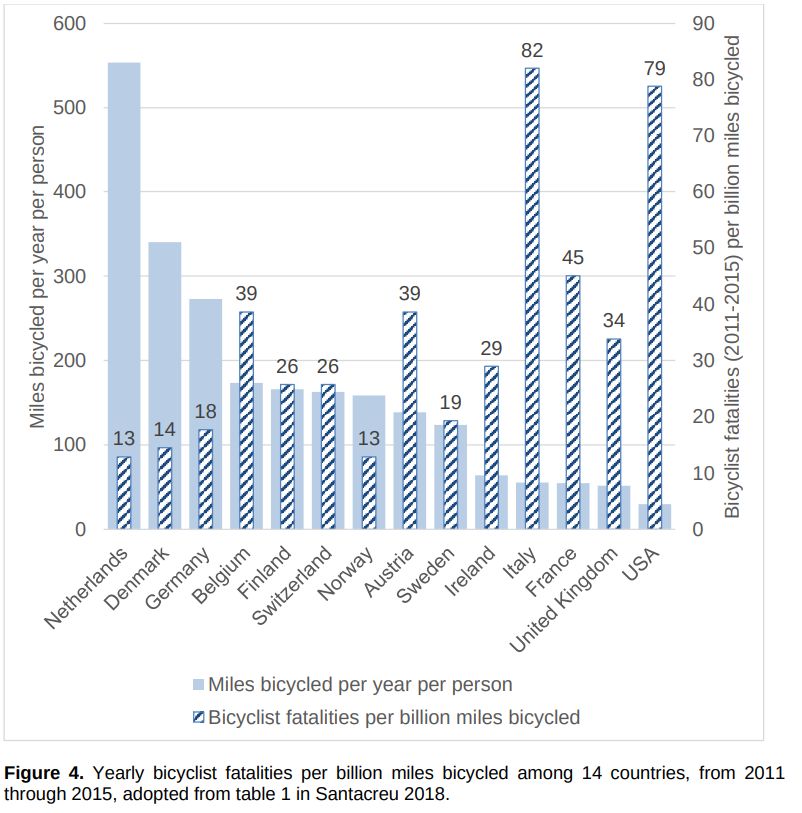 600
500
400
300
200
100
0
Miles bicycled per year per person
90
80
70
60
50
40
30
20
10
0
Bicyclist fatalities (2011-2015) per billion miles bicycled
13
14
18
39
26
26
13
39
19
29
82
45
34
79
Netherlands
Denmark
Germany
Belgium
Finland
Switzerland
Norway
Austria
Sweden
Ireland
Italy
France
United Kingdom
USA
Miles bicycled per year per person
Bicyclist fatalities per billion miles bicycled
Figure 4. Yearly bicyclist fatalities per billion miles bicycled among 14 countries, from 2011
through 2015, adopted from table 1 in Santacreu 2018.